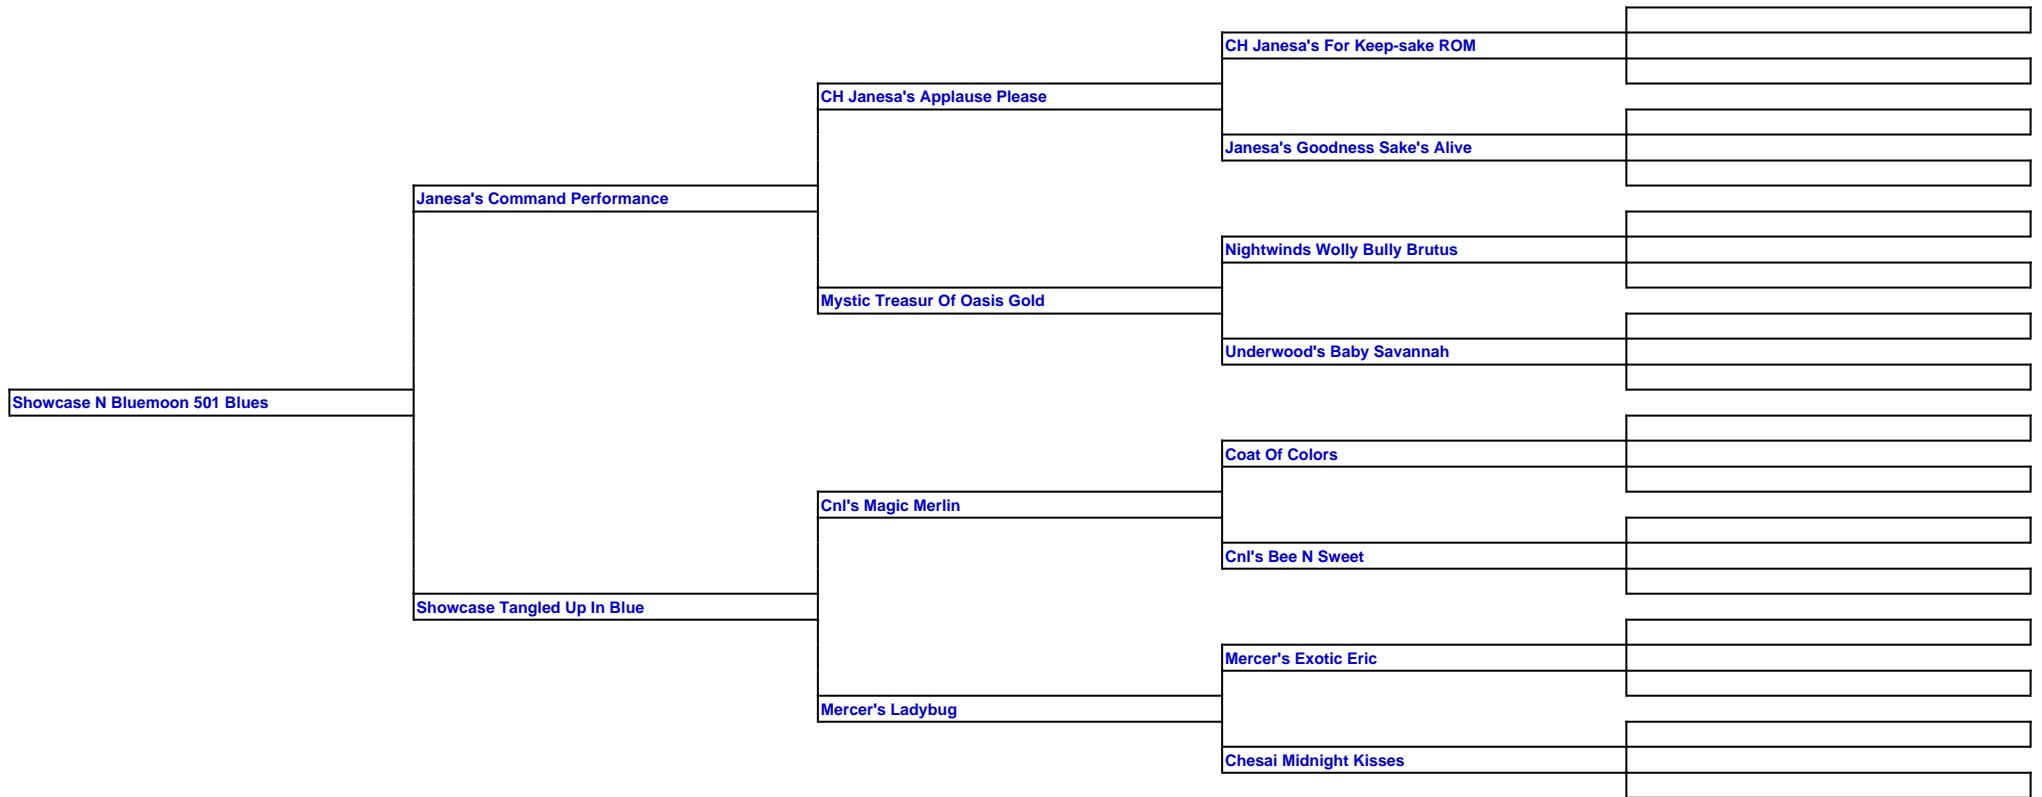 CH Janesa's For Keep-sake ROM
CH Janesa's Applause Please
Janesa's Goodness Sake's Alive
Janesa's Command Performance
Nightwinds Wolly Bully Brutus
Mystic Treasur Of Oasis Gold
Underwood's Baby Savannah
Showcase N Bluemoon 501 Blues
Coat Of Colors
Cnl's Magic Merlin
Cnl's Bee N Sweet
Showcase Tangled Up In Blue
Mercer's Exotic Eric
Mercer's Ladybug
Chesai Midnight Kisses